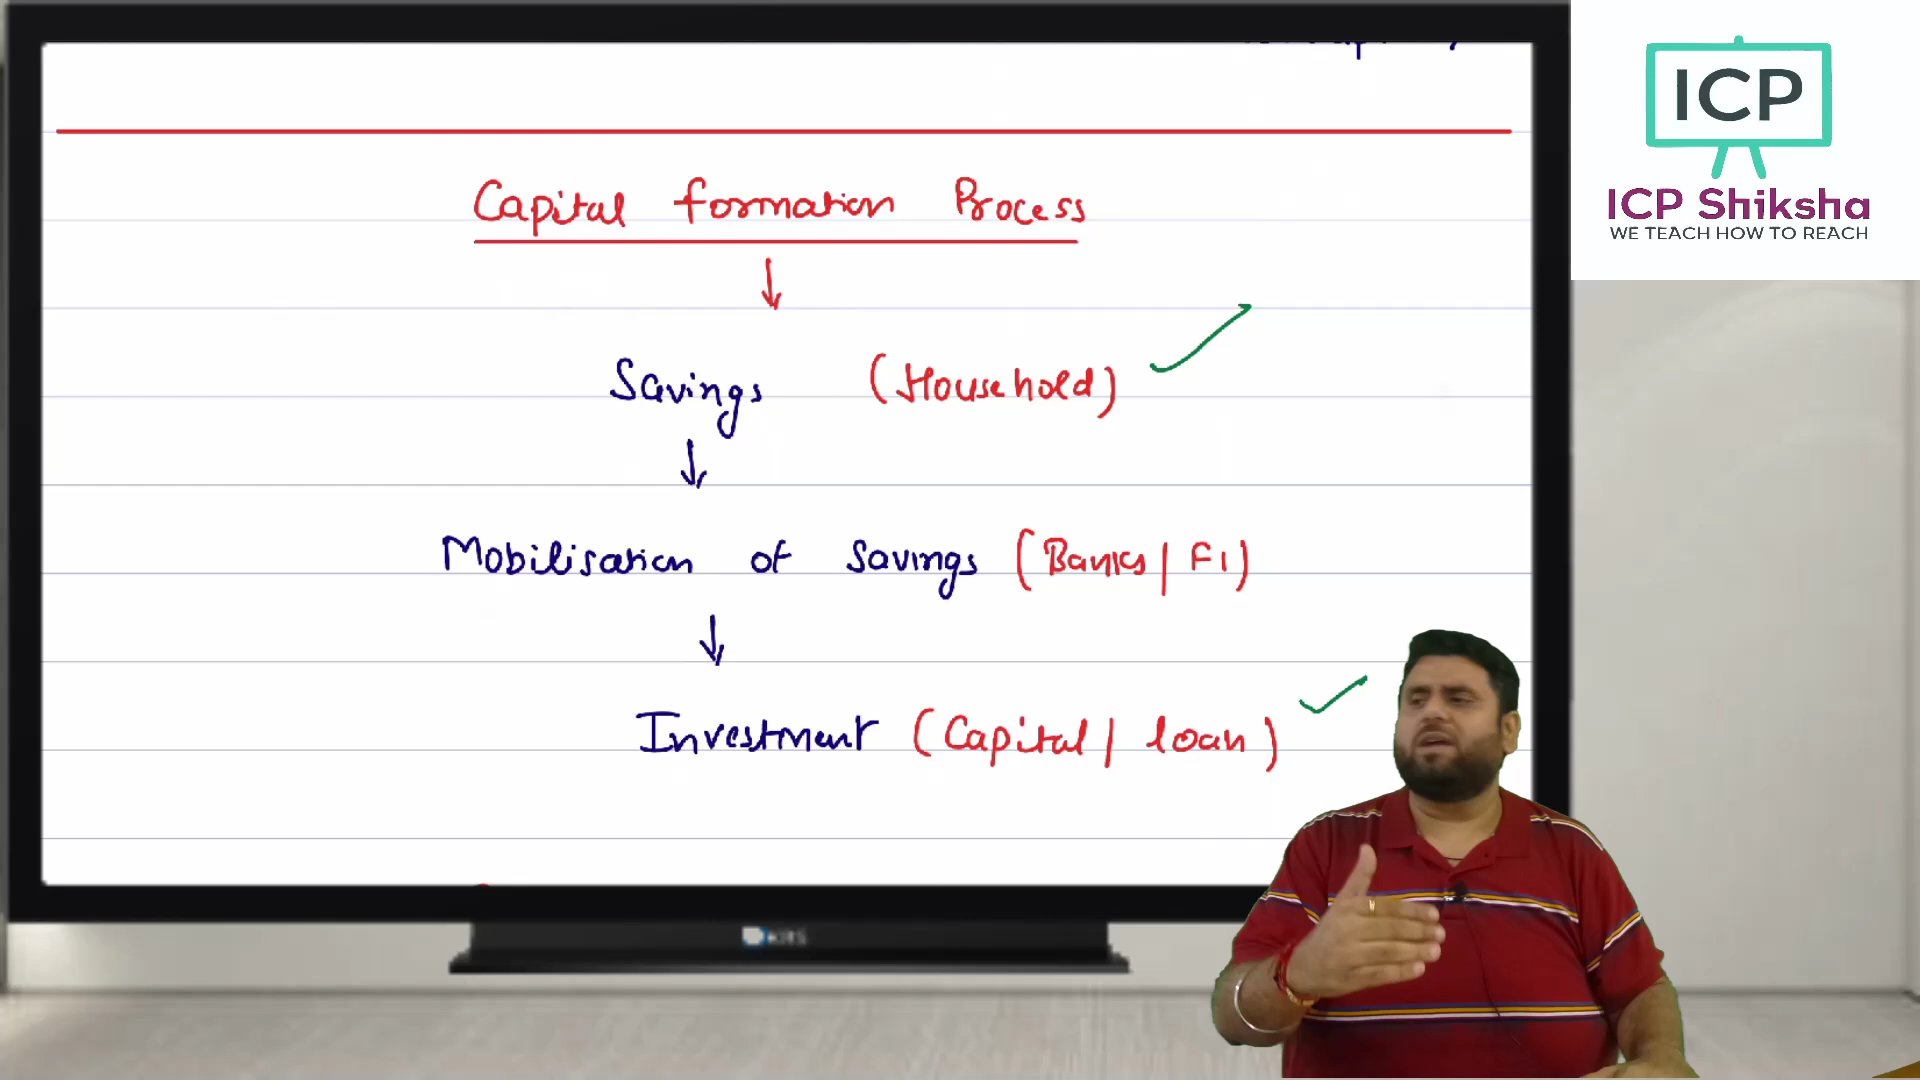 ICP
ICP Shiksha
WE TEACH HOW TO REACH
Capital formation Process
Savings (Household)
Mobilisation of Savings (Banks/ FI)
Investment (Capital/ loan)